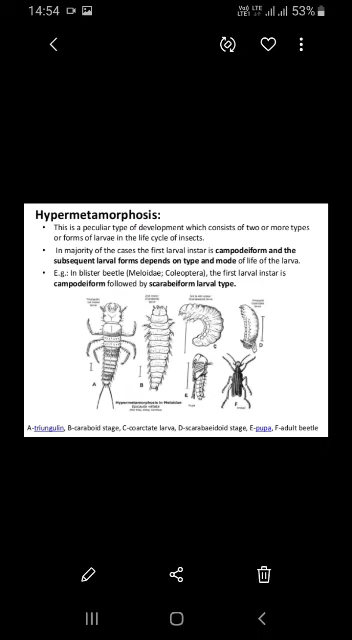 14:54
Vo) LTE
LTE1
53%
Hypermetamorphosis:
• This is a peculiar type of development which consists of two or more types
or forms of larvae in the life cycle of insects.
• In majority of the cases the first larval instar is campodeiform and the
subsequent larval forms depends on type and mode of life of the larva.
• E.g.: In blister beetle (Meloidae; Coleoptera), the first larval instar is
campodeiform followed by scarabeiform larval type.
A
B
C
D
E
F
Hypermetamorphosis in Meloidae
A-triungulin, B-caraboid stage, C-coarctate larva, D-scarabaeidoid stage, E-pupa, F-adult beetle